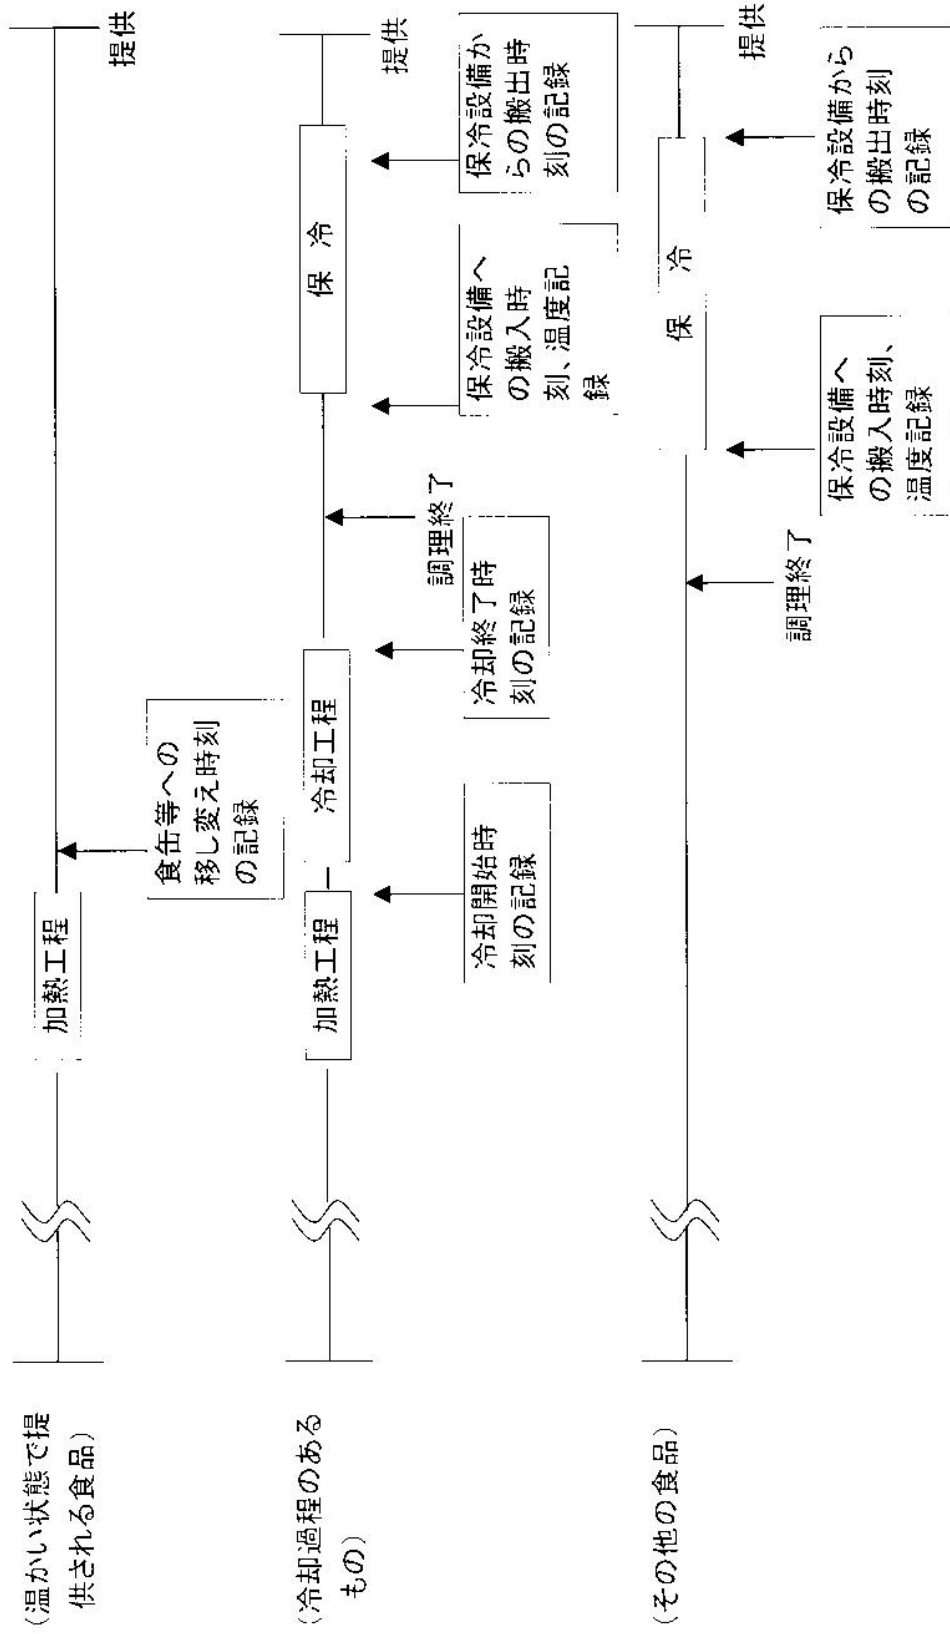 (温かい状態で提
供される食品)
加熱工程
食缶等への
移し変え時刻
の記録
提供
(冷却過程のある
もの)
加熱工程
冷却開始時
刻の記録
冷却工程
冷却終了時
刻の記録
調理終了
保冷設備へ
の搬入時
刻、温度記
録
保 冷
保冷設備か
らの搬出時
刻の記録
提供
(その他の食品)
調理終了
保冷設備へ
の搬入時刻、
温度記録
保 冷
保冷設備から
の搬出時刻
の記録
提供